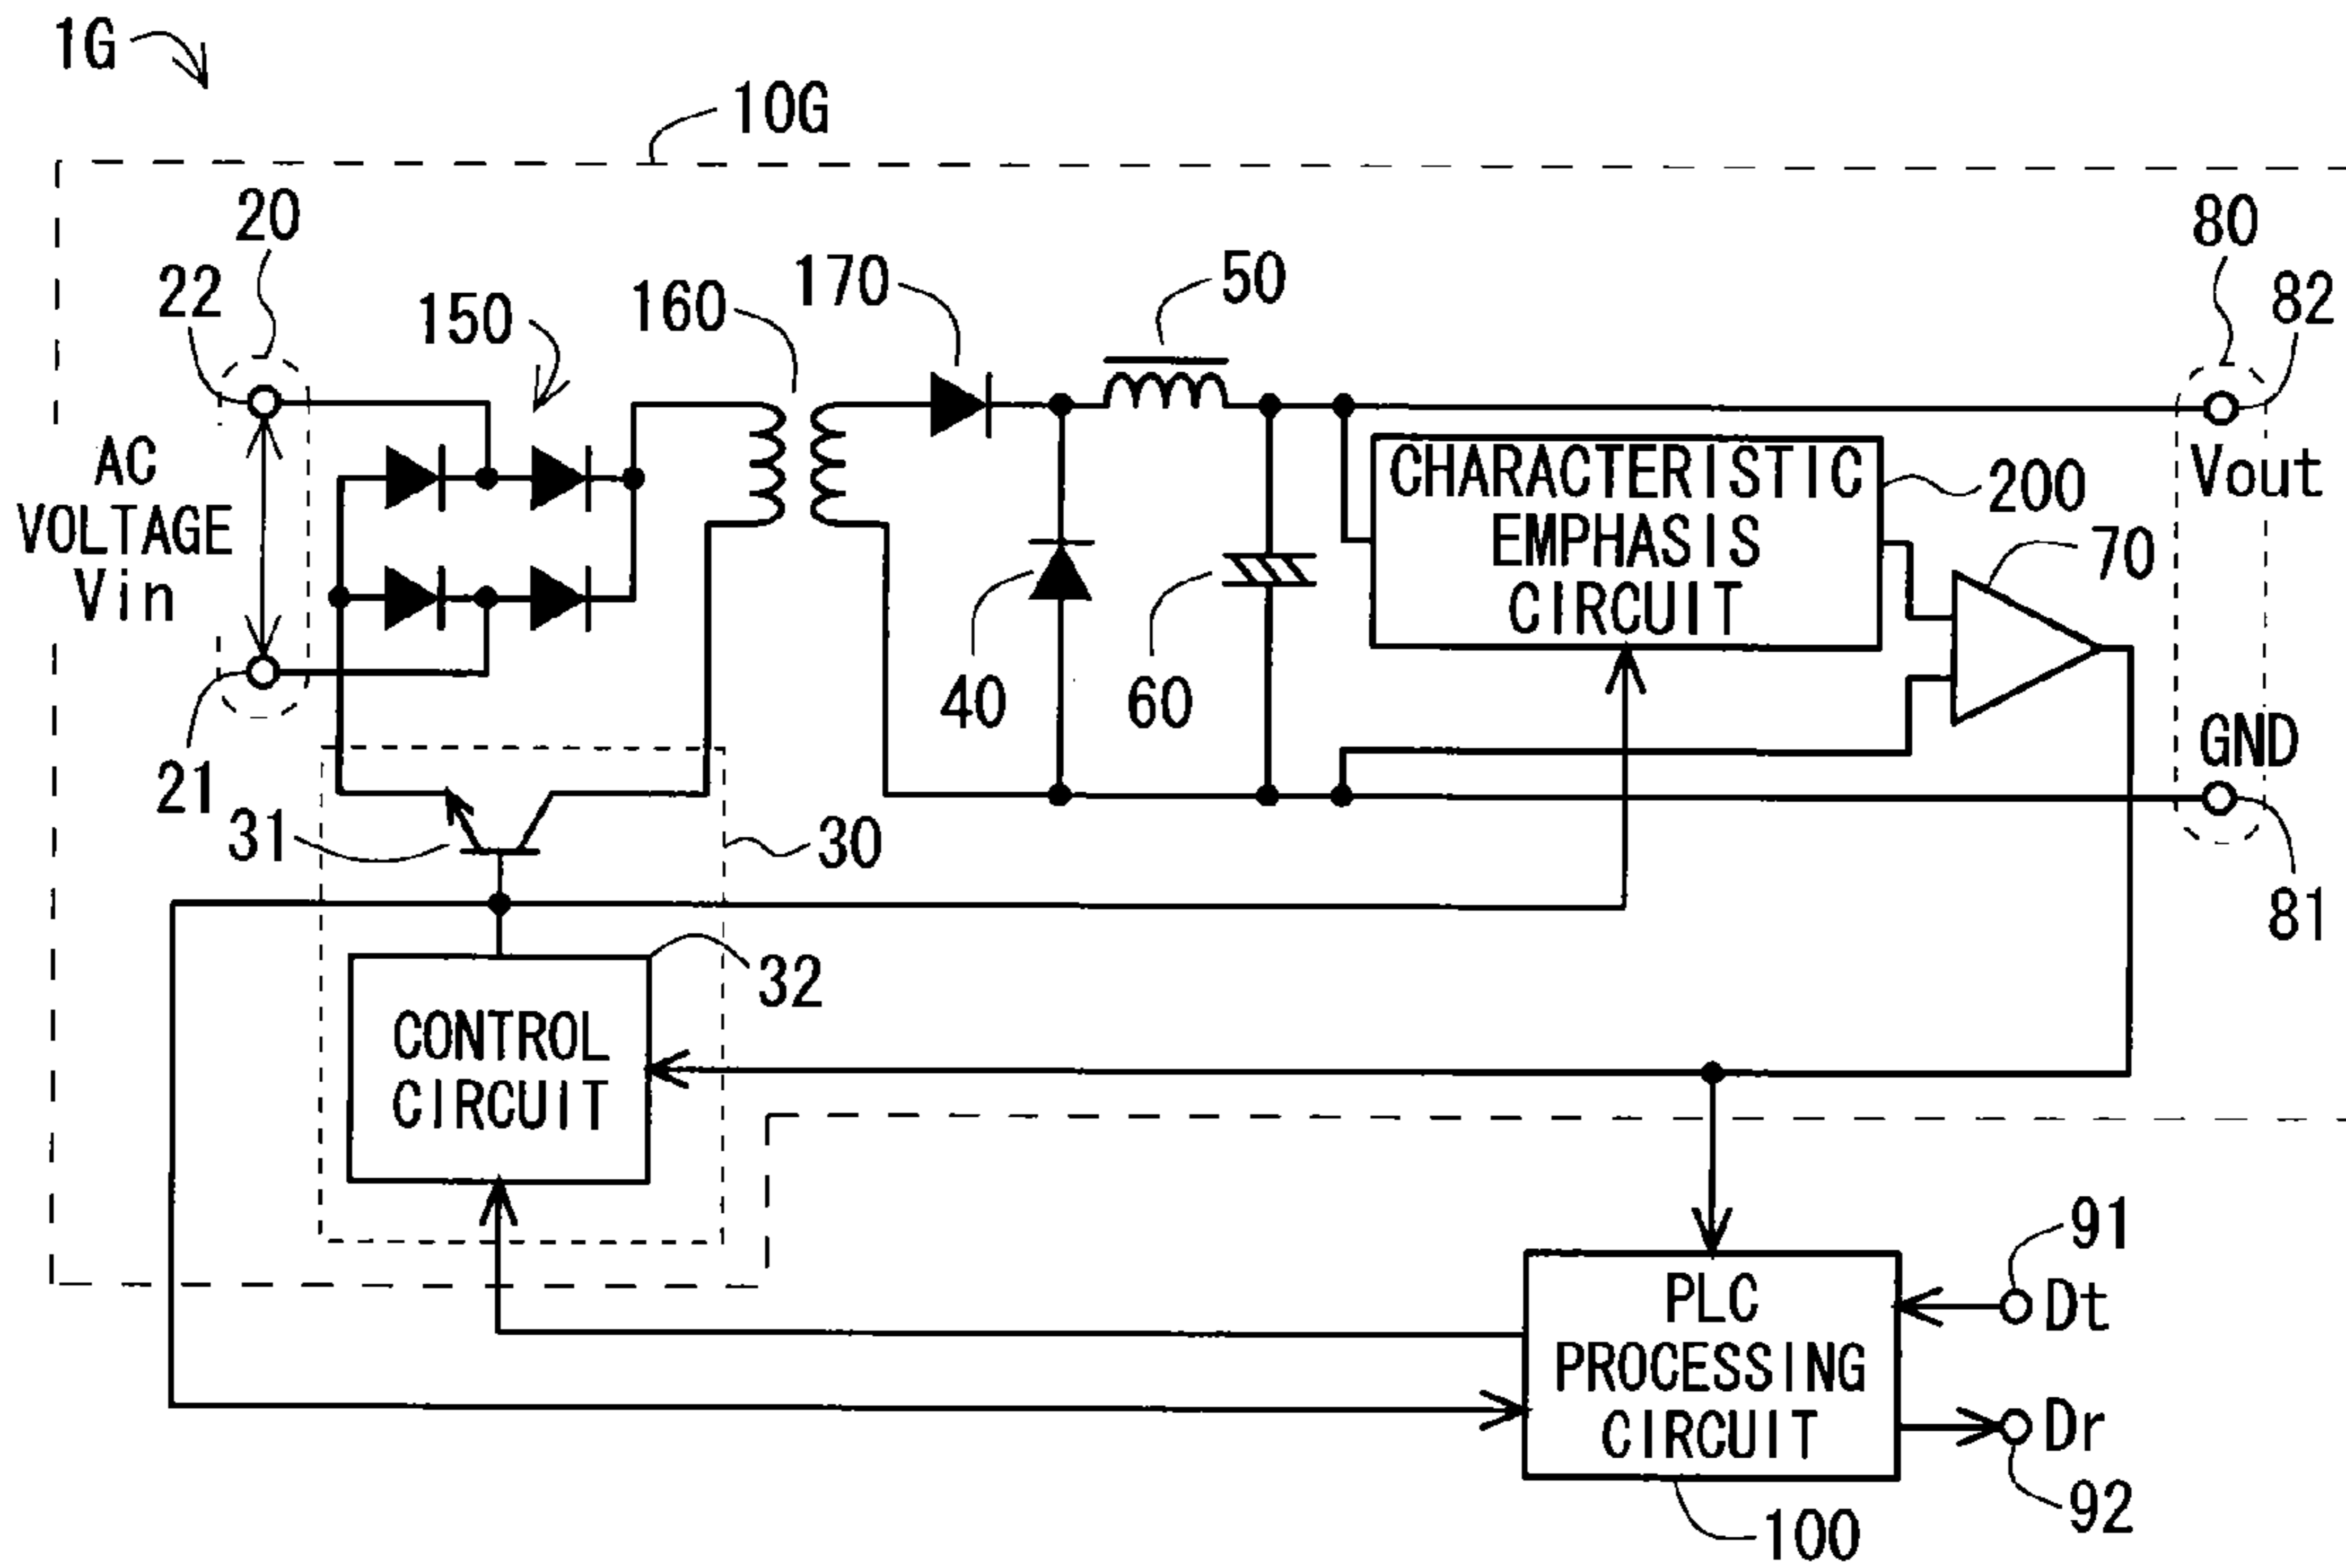 1G
10G
20
22
150
160
170
50
80
82
AC
VOLTAGE
Vin
CHARACTERISTIC
EMPHASIS
CIRCUIT
200
Vout
70
40
60
21
GND
31
30
81
32
CONTROL
CIRCUIT
91
PLC
PROCESSING
CIRCUIT
Dt
Dr
92
100